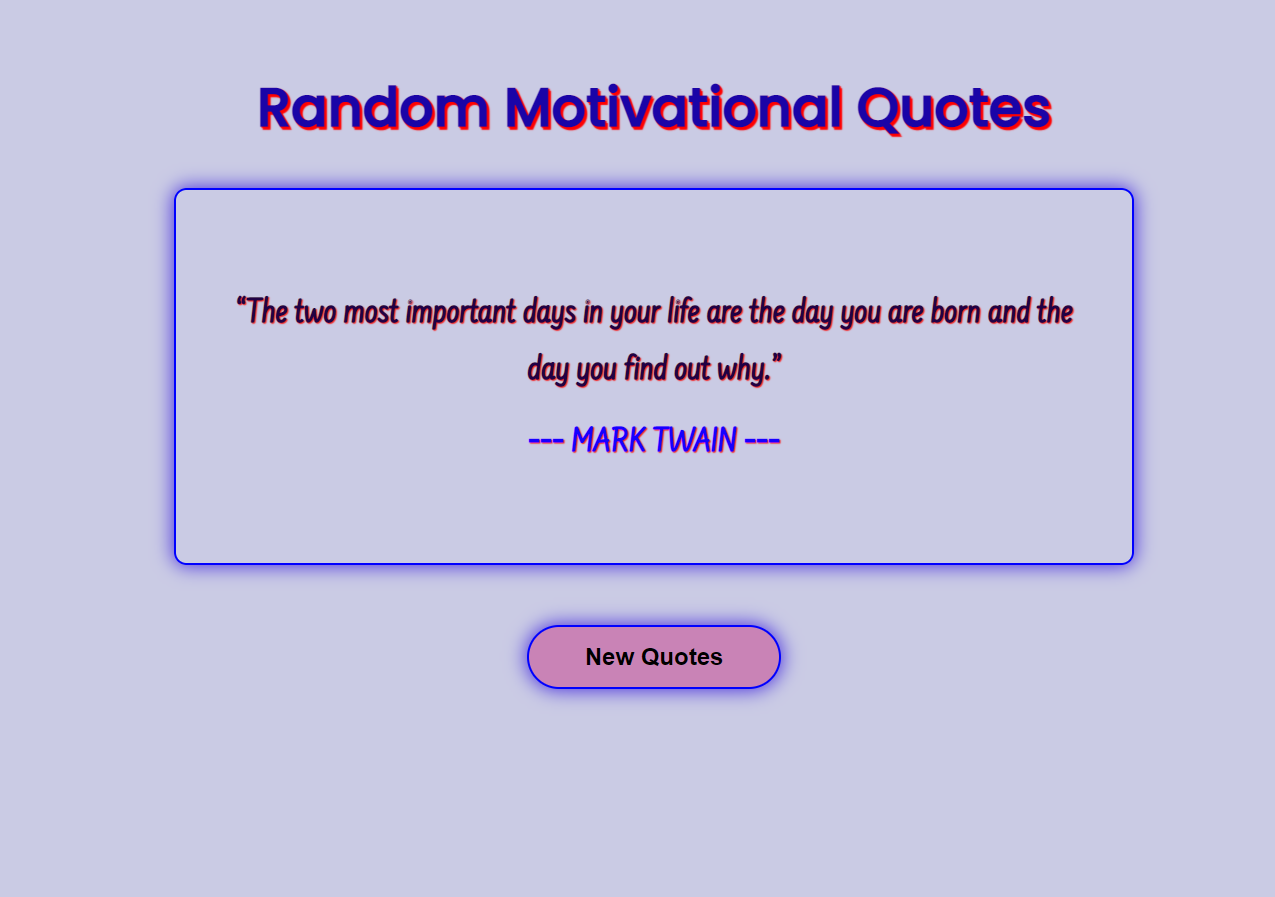 Random Motivational Quotes
“The two most important days in your life are the day you are born and the
day you find out why.”
--- MARK TWAIN ---
New Quotes